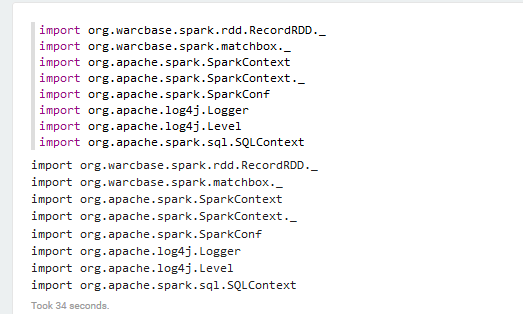 import org.warcbase.spark.rdd.RecordRDD._
import org.warcbase.spark.matchbox._
import org.apache.spark.SparkContext
import org.apache.spark.SparkContext._
import org.apache.spark.SparkConf
import org.apache.log4j.Logger
import org.apache.log4j.Level
import org.apache.spark.sql.SQLContext
import org.warcbase.spark.rdd.RecordRDD._
import org.warcbase.spark.matchbox._
import org.apache.spark.SparkContext
import org.apache.spark.SparkContext._
import org.apache.spark.SparkConf
import org.apache.log4j.Logger
import org.apache.log4j.Level
import org.apache.spark.sql.SQLContext
Took 34 seconds.